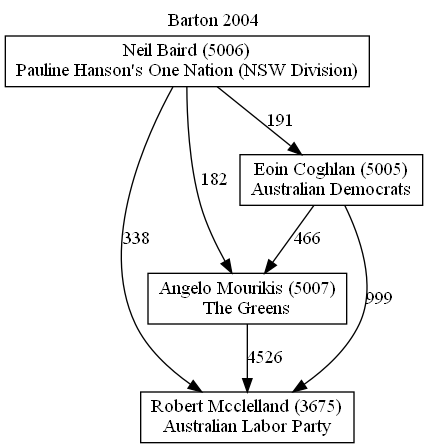 Barton 2004
Neil Baird (5006)
Pauline Hanson's One Nation (NSW Division)
191
Eoin Coghlan (5005)
Australian Democrats
182
338
466
999
Angelo Mourikis (5007)
The Greens
4526
Robert Mcclelland (3675)
Australian Labor Party